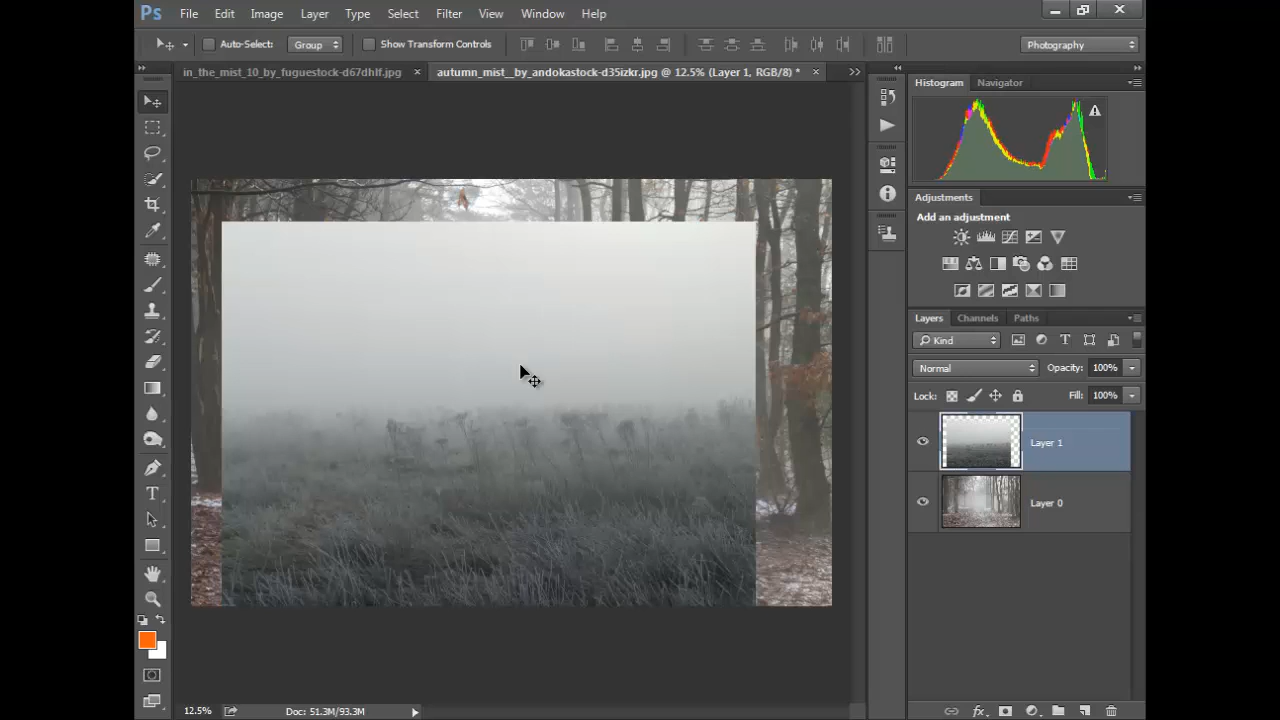 Ps File Edit Image Layer Type Select Filter View Window Help
Auto-Select: Group Show Transform Controls Photography
in_the_mist_10_by_fuguestock-d67dhlf.jpg × autumn_mist__by_andokastock-d35izkr.jpg @ 12.5% (Layer 1, RGB/8) * ×
Histogram Navigator
Adjustments
Add an adjustment
Layers Channels Paths
Kind
Normal Opacity: 100%
Lock: Fill: 100%
Layer 1
Layer 0
12.5% Doc: 51.3M/93.3M